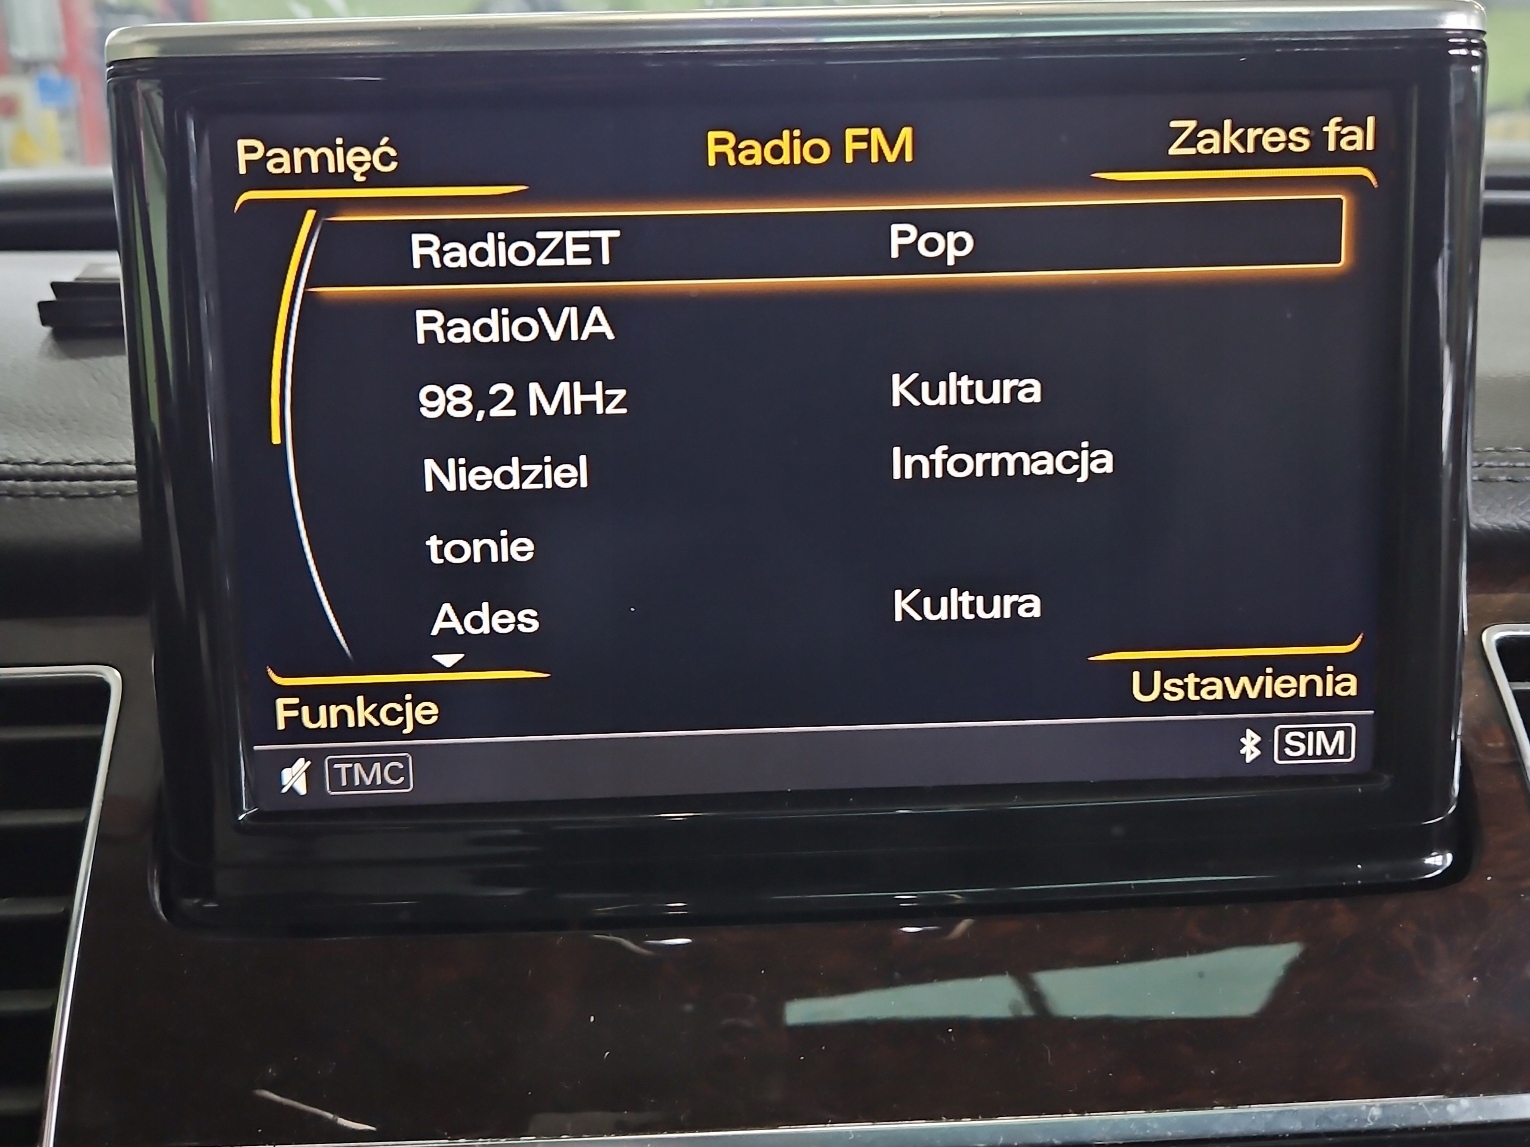 Pamięć Radio FM Zakres fal
RadioZET Pop
RadioVIA
98,2 MHz Kultura
Niedziel Informacja
tonie
Ades Kultura
Funkcje Ustawienia
TMC SIM